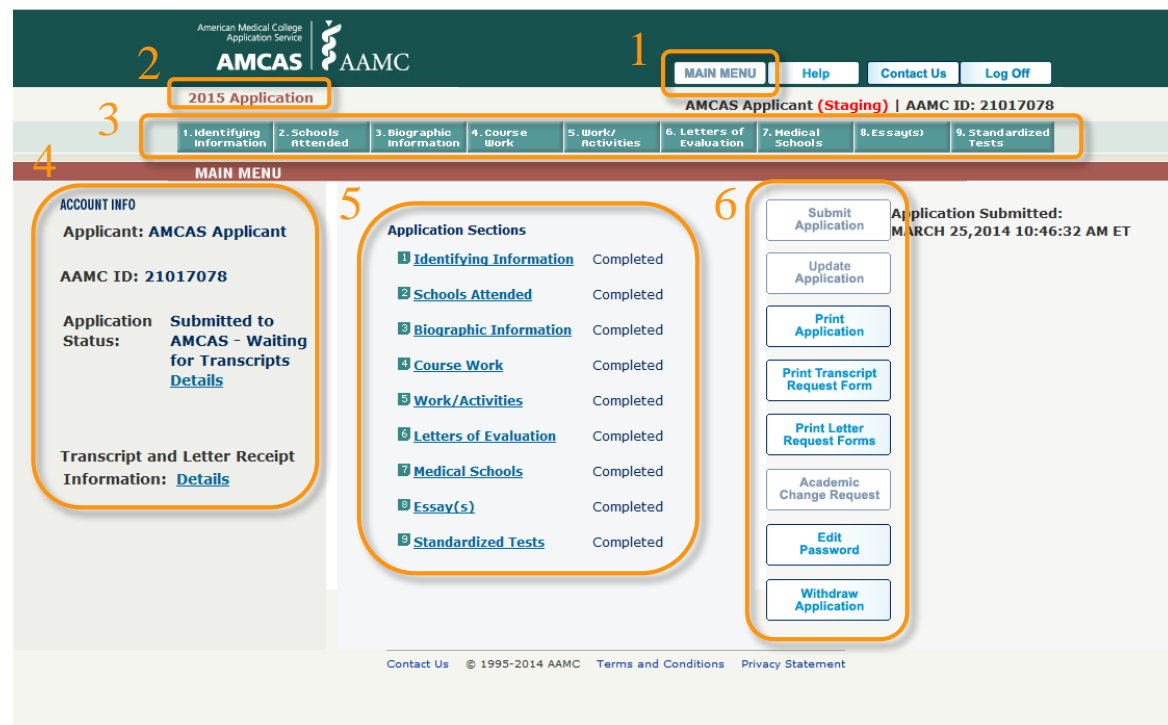 American Medical College
Application Service
AMCAS
AAMC
1
MAIN MENU Help Contact Us Log Off
2
2015 Application
AMCAS Applicant (Staging) | AAMC ID: 21017078
3
1. Identifying Information
2. Schools Attended
3. Biographic Information
4. Course Work
5. Work/ Activities
6. Letters of Evaluation
7. Medical Schools
8. Essay(s)
9. Standardized Tests
MAIN MENU
4
ACCOUNT INFO
Applicant: AMCAS Applicant
AAMC ID: 21017078
Application Status: Submitted to
AMCAS - Waiting
for Transcripts
Details
Transcript and Letter Receipt
Information: Details
5
Application Sections
1 Identifying Information Completed
2 Schools Attended Completed
3 Biographic Information Completed
4 Course Work Completed
5 Work/Activities Completed
6 Letters of Evaluation Completed
7 Medical Schools Completed
8 Essay(s) Completed
9 Standardized Tests Completed
6
Submit
Application
Update
Application
Print
Application
Print Transcript
Request Form
Print Letter
Request Forms
Academic
Change Request
Edit
Password
Withdraw
Application
Application Submitted:
MARCH 25,2014 10:46:32 AM ET
Contact Us © 1995-2014 AAMC Terms and Conditions Privacy Statement